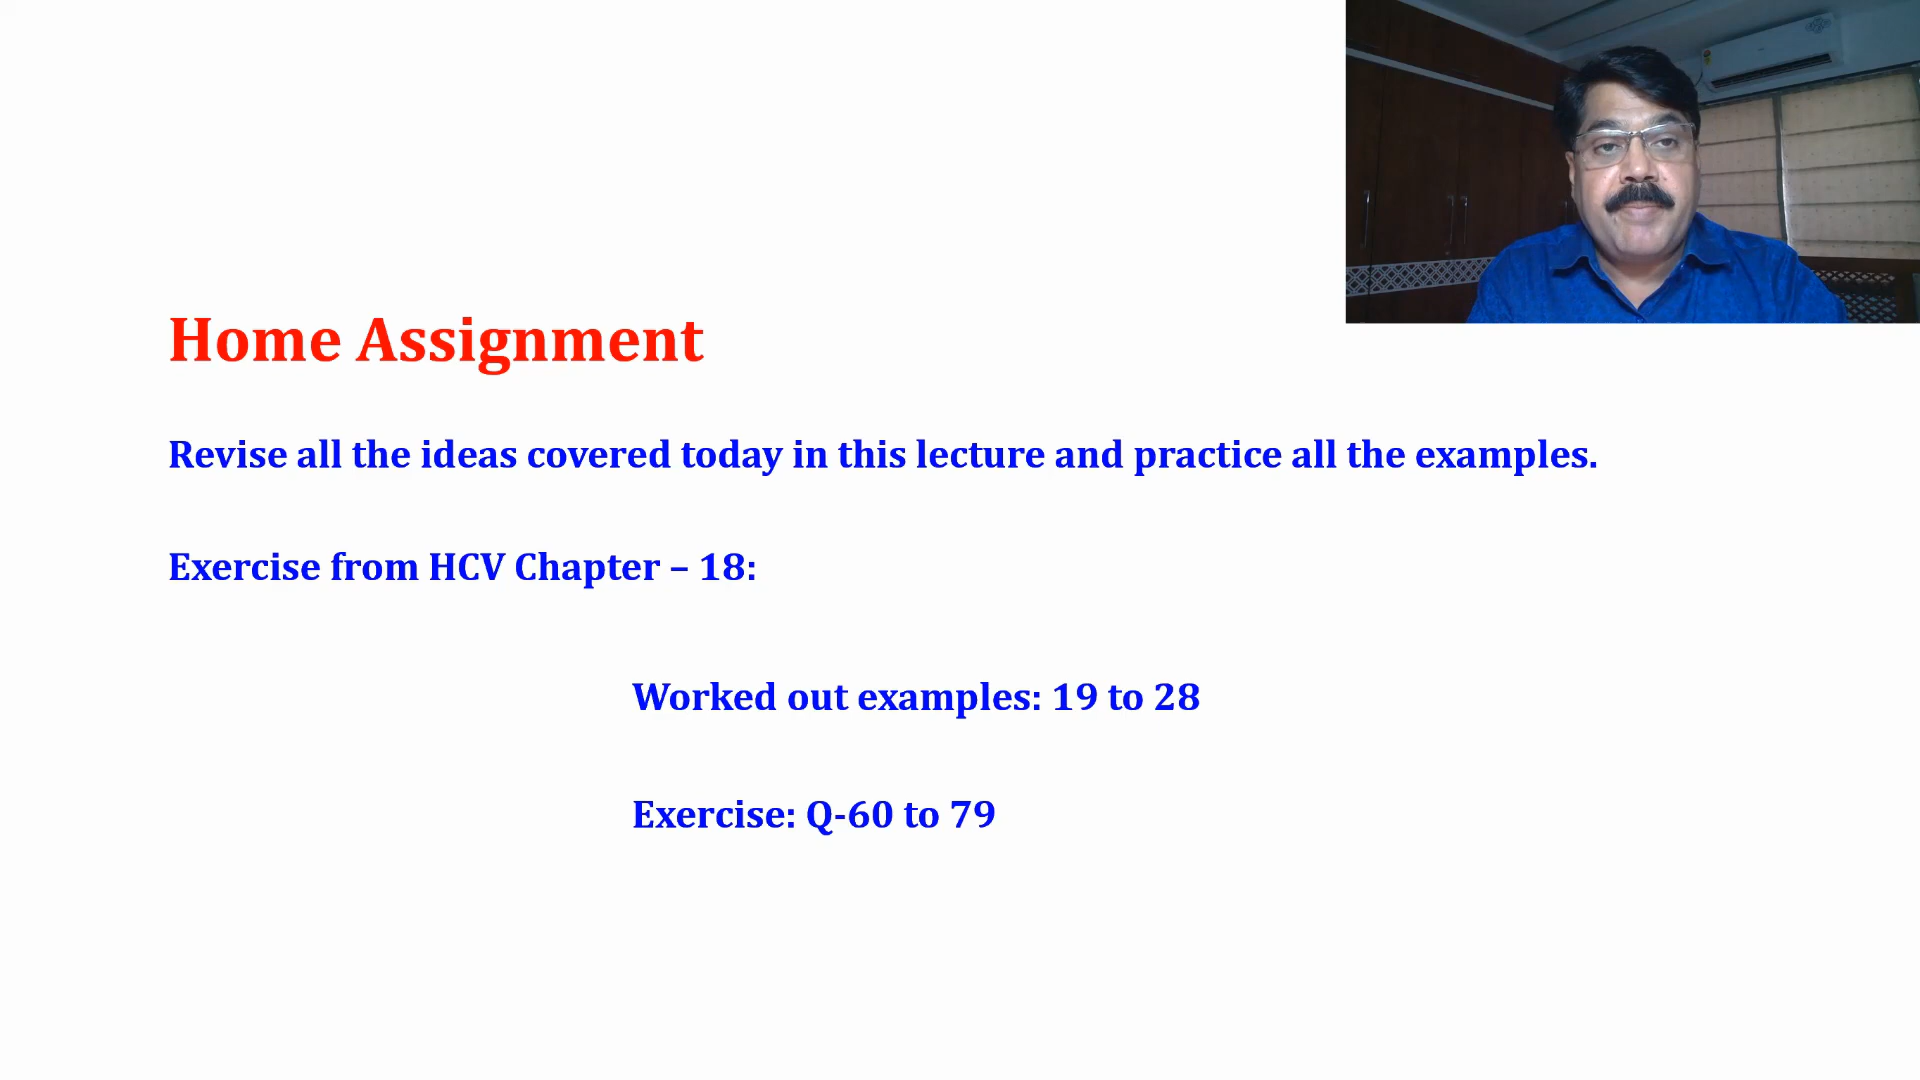 Home Assignment
Revise all the ideas covered today in this lecture and practice all the examples.
Exercise from HCV Chapter – 18:
Worked out examples: 19 to 28
Exercise: Q-60 to 79